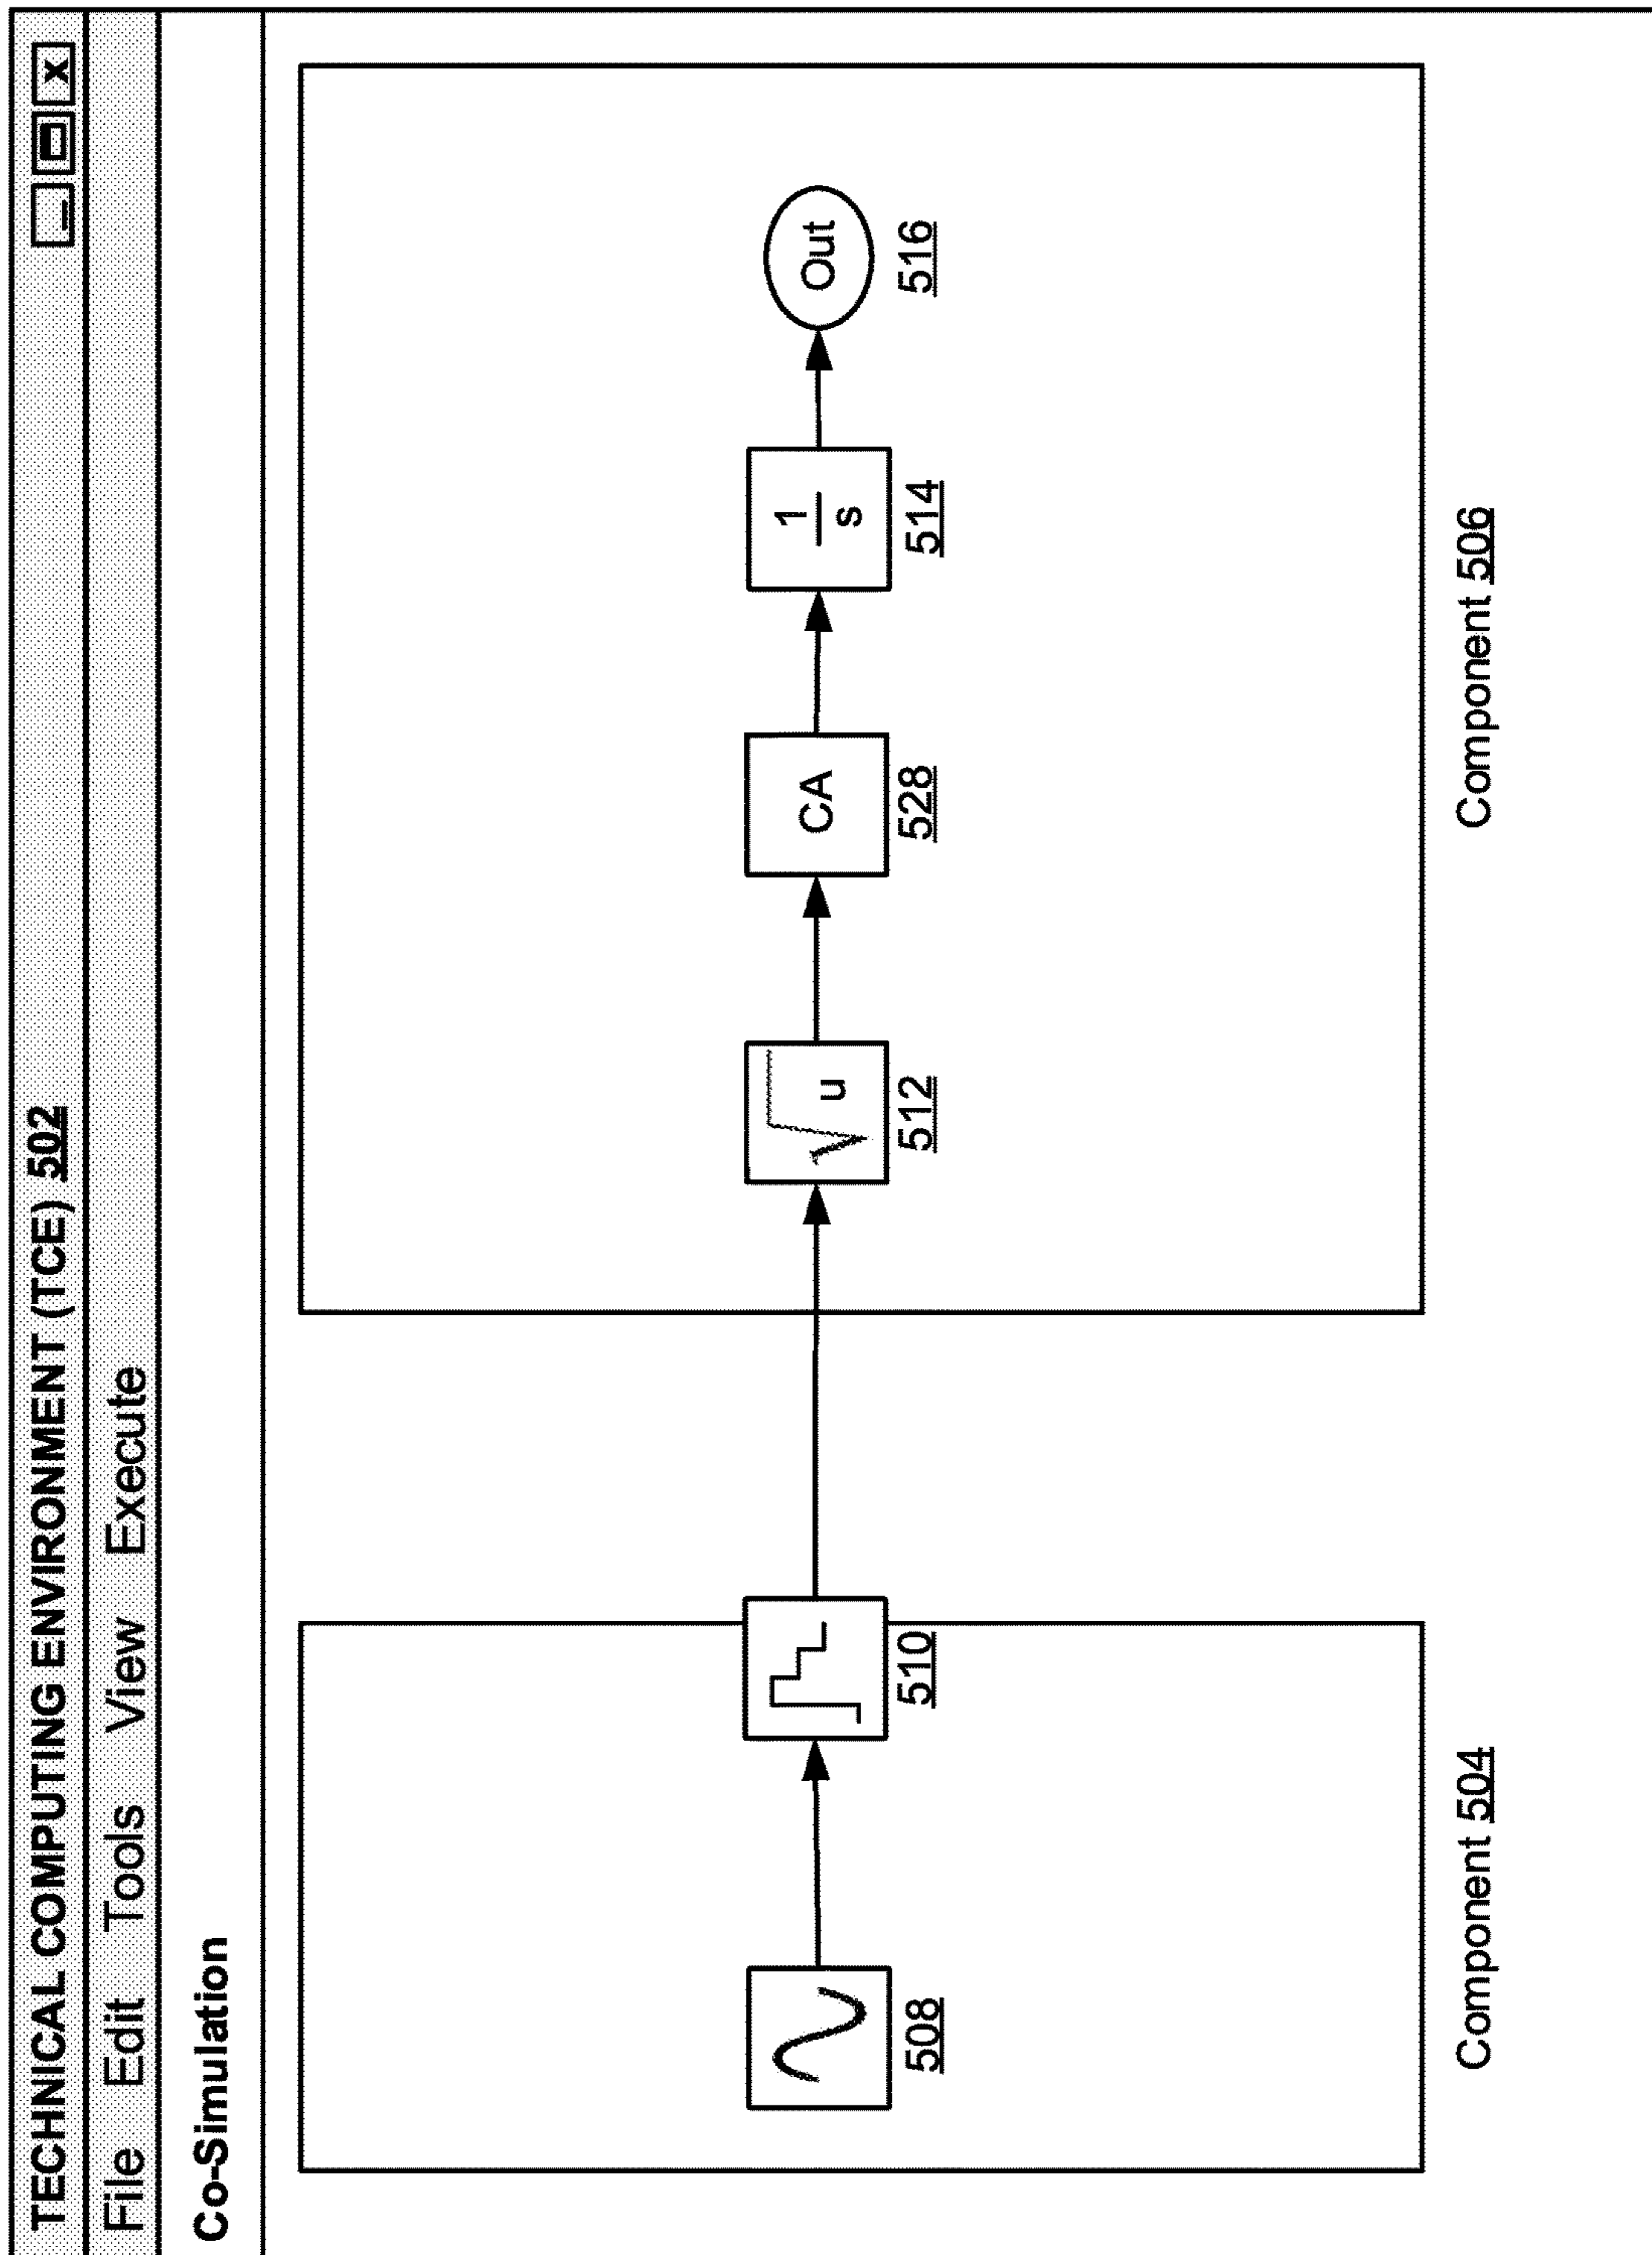 TECHNICAL COMPUTING ENVIRONMENT (TCE) 502
x
File Edit Tools View Execute
Co-Simulation
508
510
u
512
CA
528
1
s
514
Out
516
Component 504
Component 506